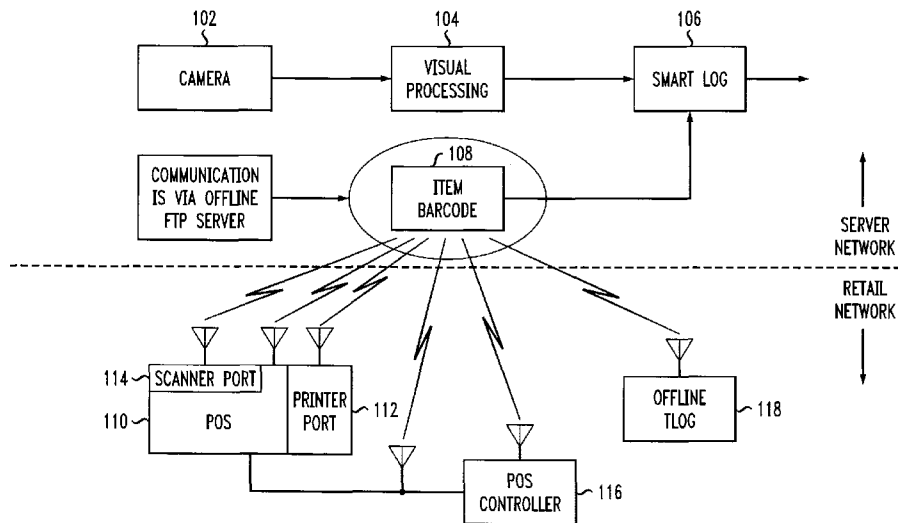 102
104
106
CAMERA
VISUAL
PROCESSING
SMART LOG
COMMUNICATION
IS VIA OFFLINE
FTP SERVER
108
ITEM
BARCODE
SERVER
NETWORK
RETAIL
NETWORK
114
SCANNER PORT
110
POS
PRINTER
PORT
112
OFFLINE
TLOG
118
POS
CONTROLLER
116